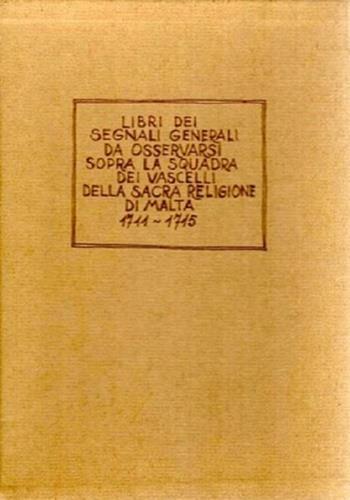 LIBRI DEI
SEGNALI GENERALI
DA OSSERVARSI
SOPRA LA SQUADRA
DEI VASCELLI
DELLA SACRA RELIGIONE
DI MALTA
1711 ~ 1715